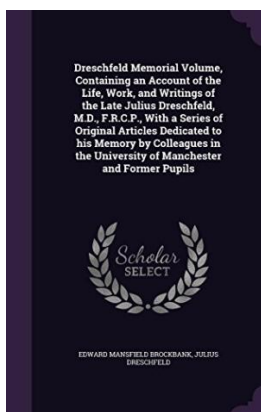 Dreschfeld Memorial Volume,
Containing an Account of the
Life, Work, and Writings of the
Late Julius Dreschfeld,
M.D., F.R.C.P., With a Series of
Original Articles Dedicated to
his Memory by Colleagues in
the University of Manchester
and Former Pupils
Scholar
SELECT
EDWARD MANSFIELD BROCKBANK, JULIUS
DRESCHFELD